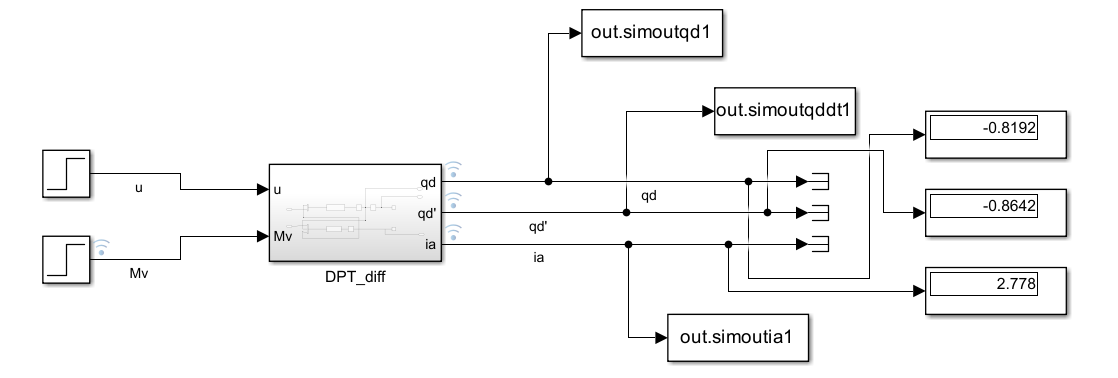 out.simoutqd1
out.simoutqddt1
-0.8192
u
u
qd
qd
-0.8642
qd'
qd'
Mv
Mv
ia
ia
DPT_diff
2.778
out.simoutia1